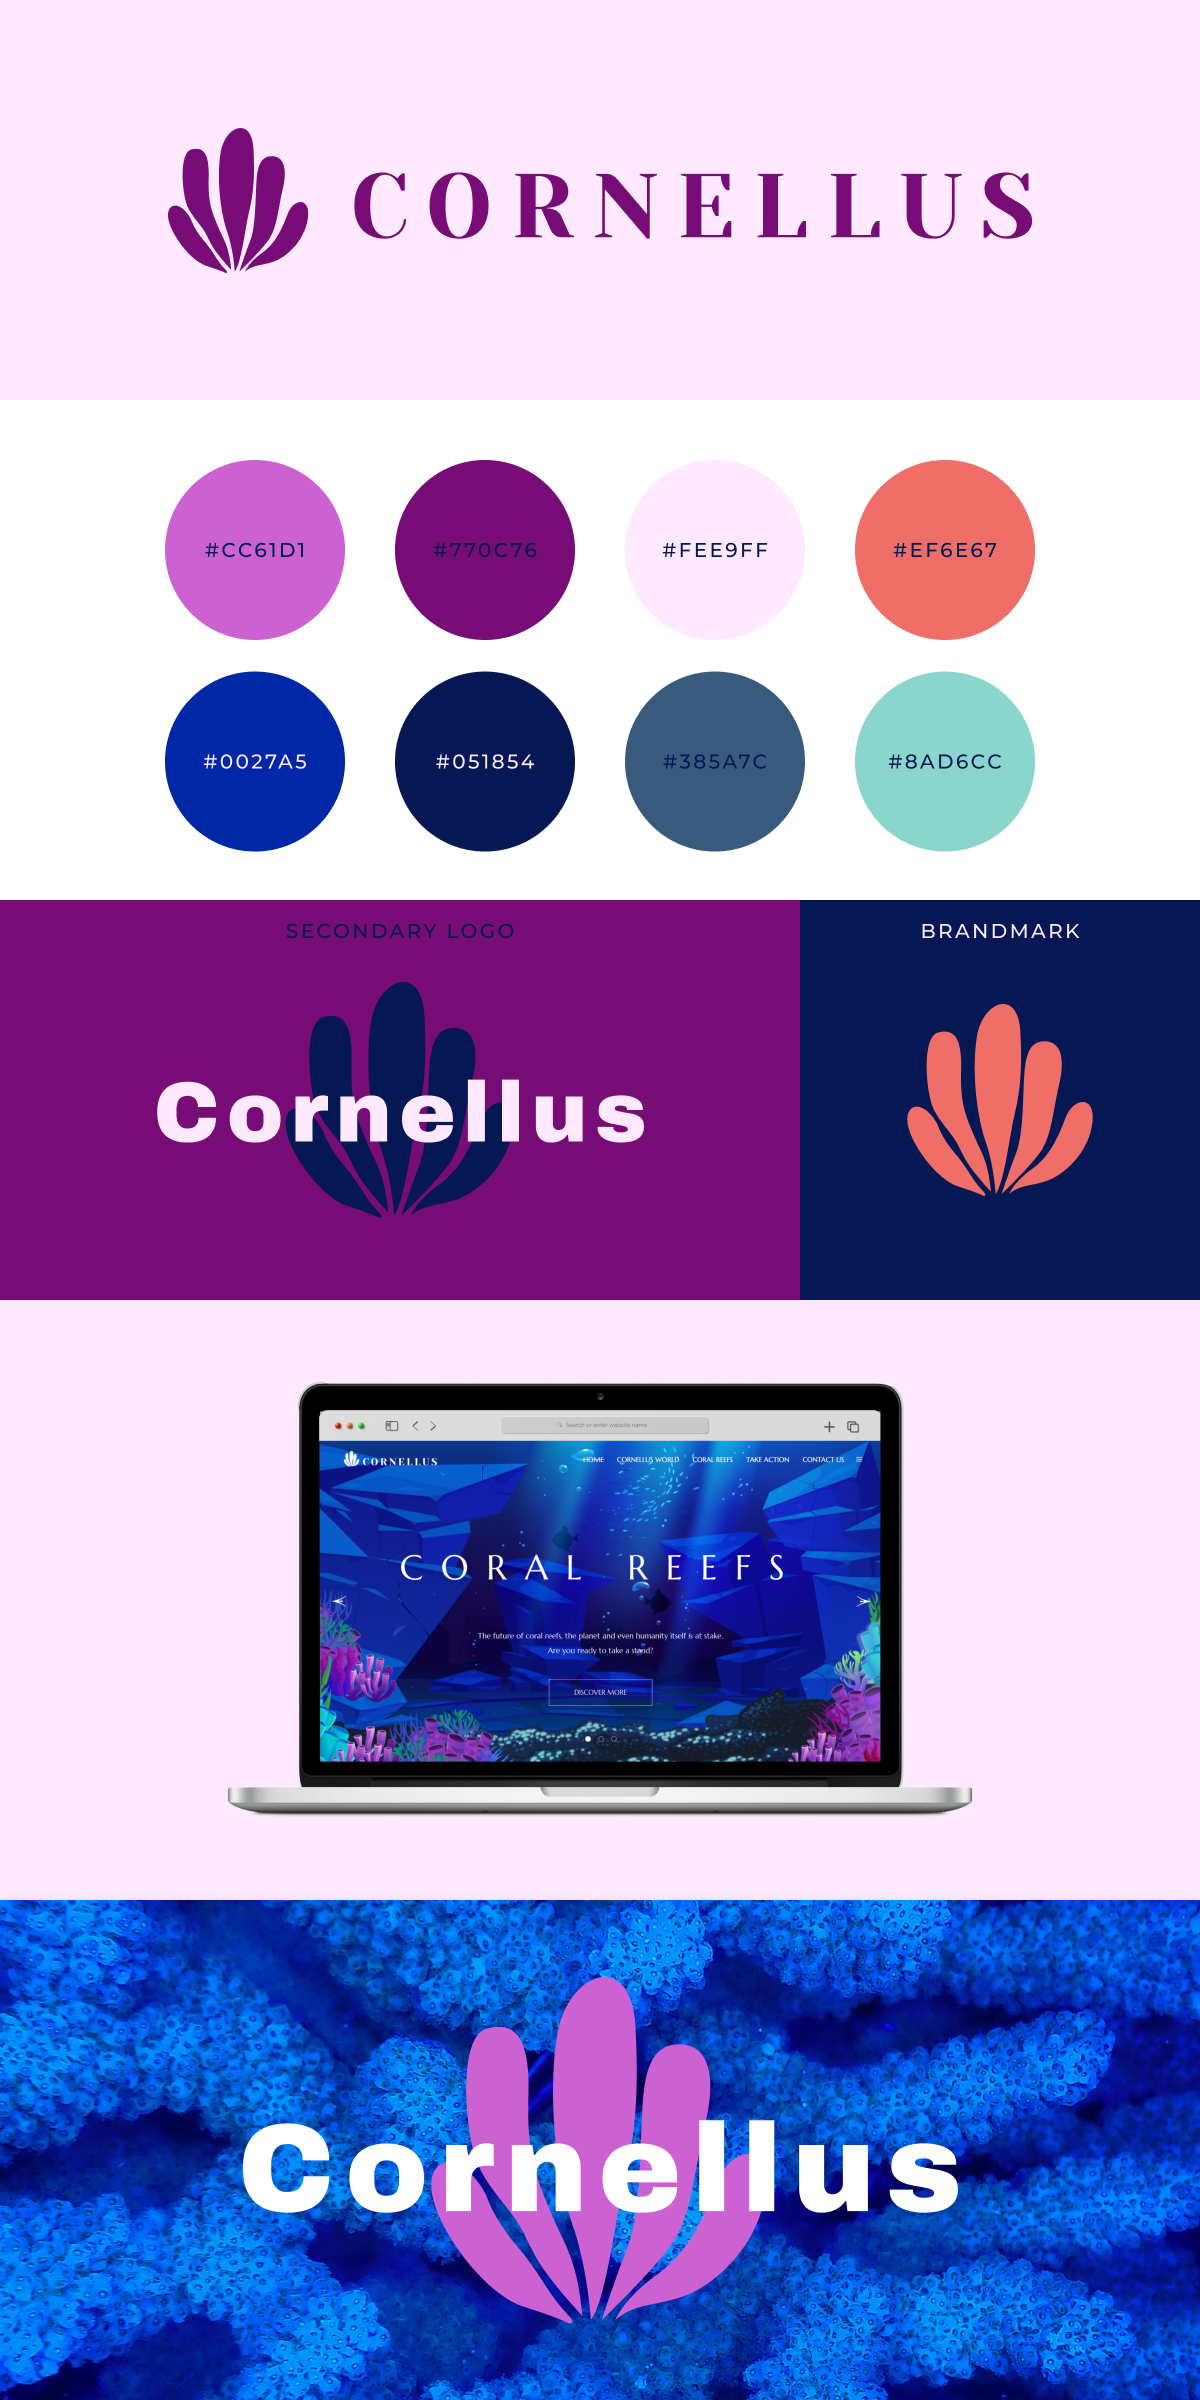 CORNELLUS
#CC61D1 #770C76 #FEE9FF #EF6E67
#0027A5 #051854 #385A7C #8AD6CC
SECONDARY LOGO
Cornellus
BRANDMARK
Search or enter website name
CORNELLUS HOME CORNELLUS WORLD CORAL REEFS TAKE ACTION CONTACT US
CORAL REEFS
The future of coral reefs, the planet and even humanity itself is at stake.
Are you ready to take a stand?
DISCOVER MORE
Cornellus